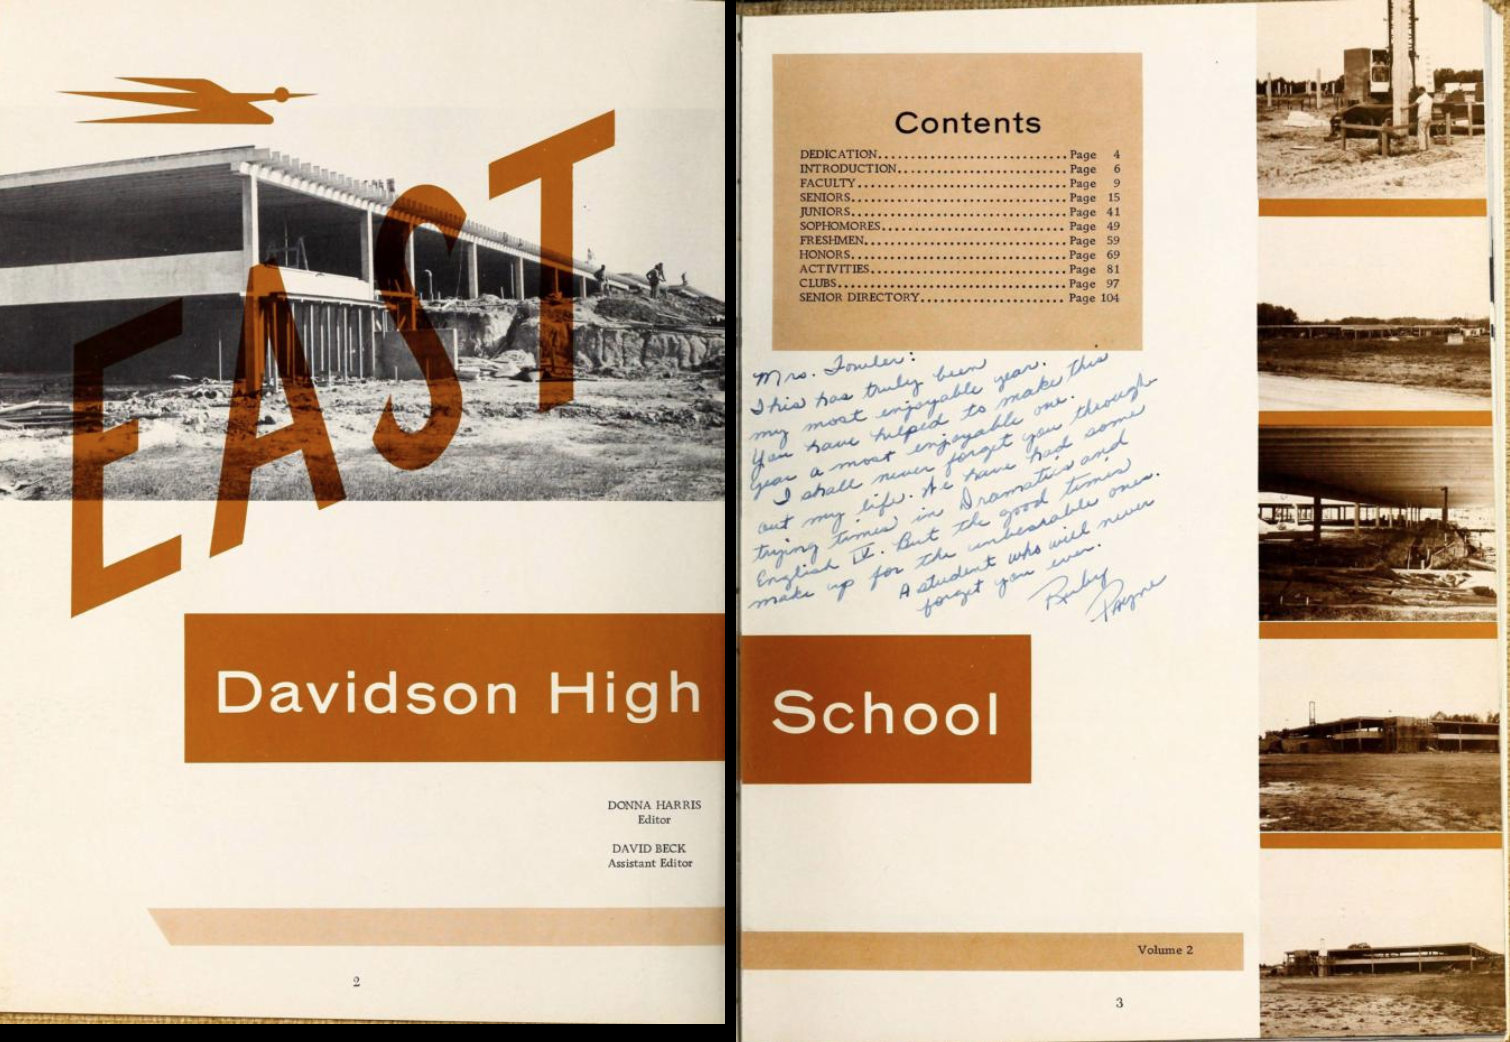 EAST
Davidson High
DONNA HARRIS
Editor
DAVID BECK
Assistant Editor
2
Contents
DEDICATION............................Page 4
INTRODUCTION.........................Page 6
FACULTY................................Page 9
SENIORS.................................Page 15
JUNIORS.................................Page 41
SOPHOMORES............................Page 49
FRESHMEN...............................Page 59
HONORS.................................Page 69
ACTIVITIES..............................Page 81
CLUBS...................................Page 97
SENIOR DIRECTORY......................Page 104
Mrs. Fowler:
This has truly been
my most enjoyable year.
You have helped to make this
year a most enjoyable one.
I shall never forget you through-
out my life. We have had some
trying times in Dramatics and
English IV. But the good times
make up for the unbearable ones.
A student who will never
forget you ever.
Ruby
Payne
School
Volume 2
3